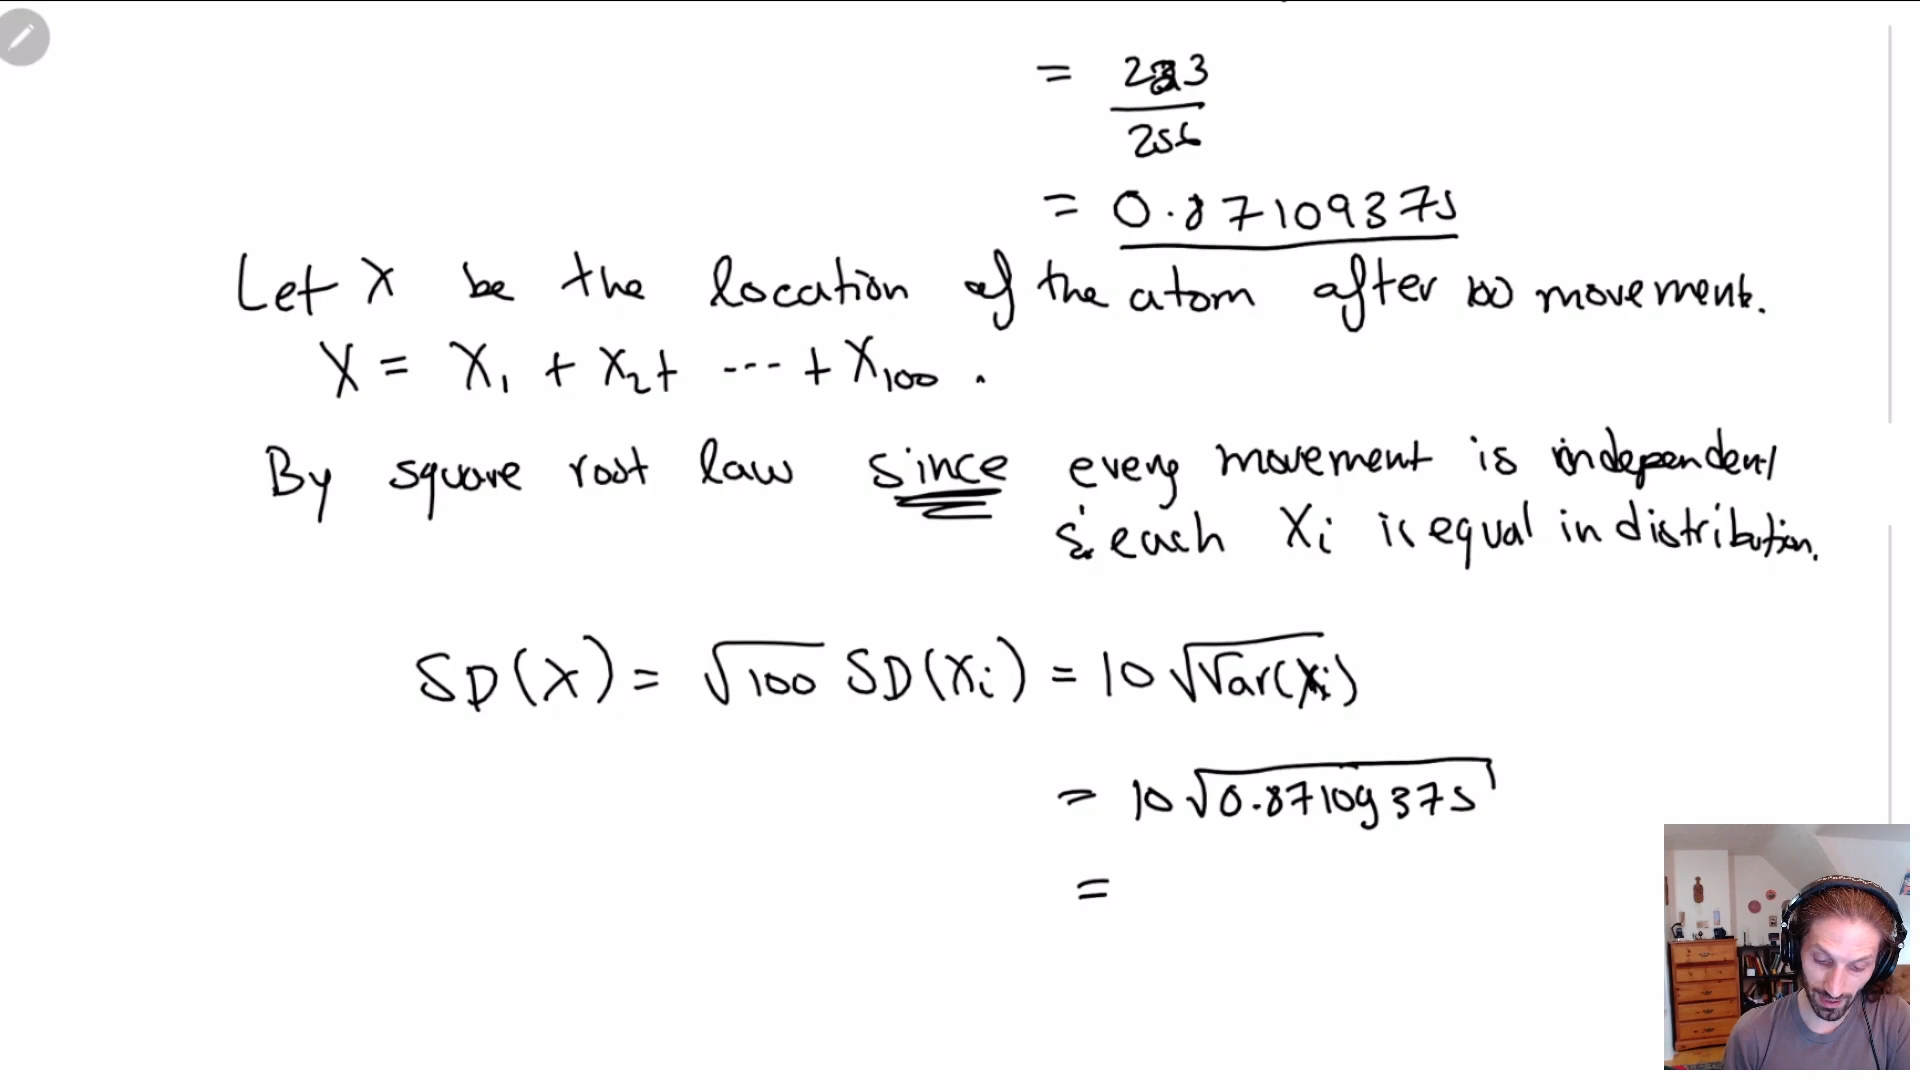 = 223
256
= 0.87109375
Let X be the location of the atom after 100 movement.
X = X₁ + X₂ + --- + X₁₀₀ .
By square root law since every movement is independent
& each Xi is equal in distribution.
SD(X) = √100 SD(Xi) = 10 √Var(Xi)
= 10 √0.87109375
=